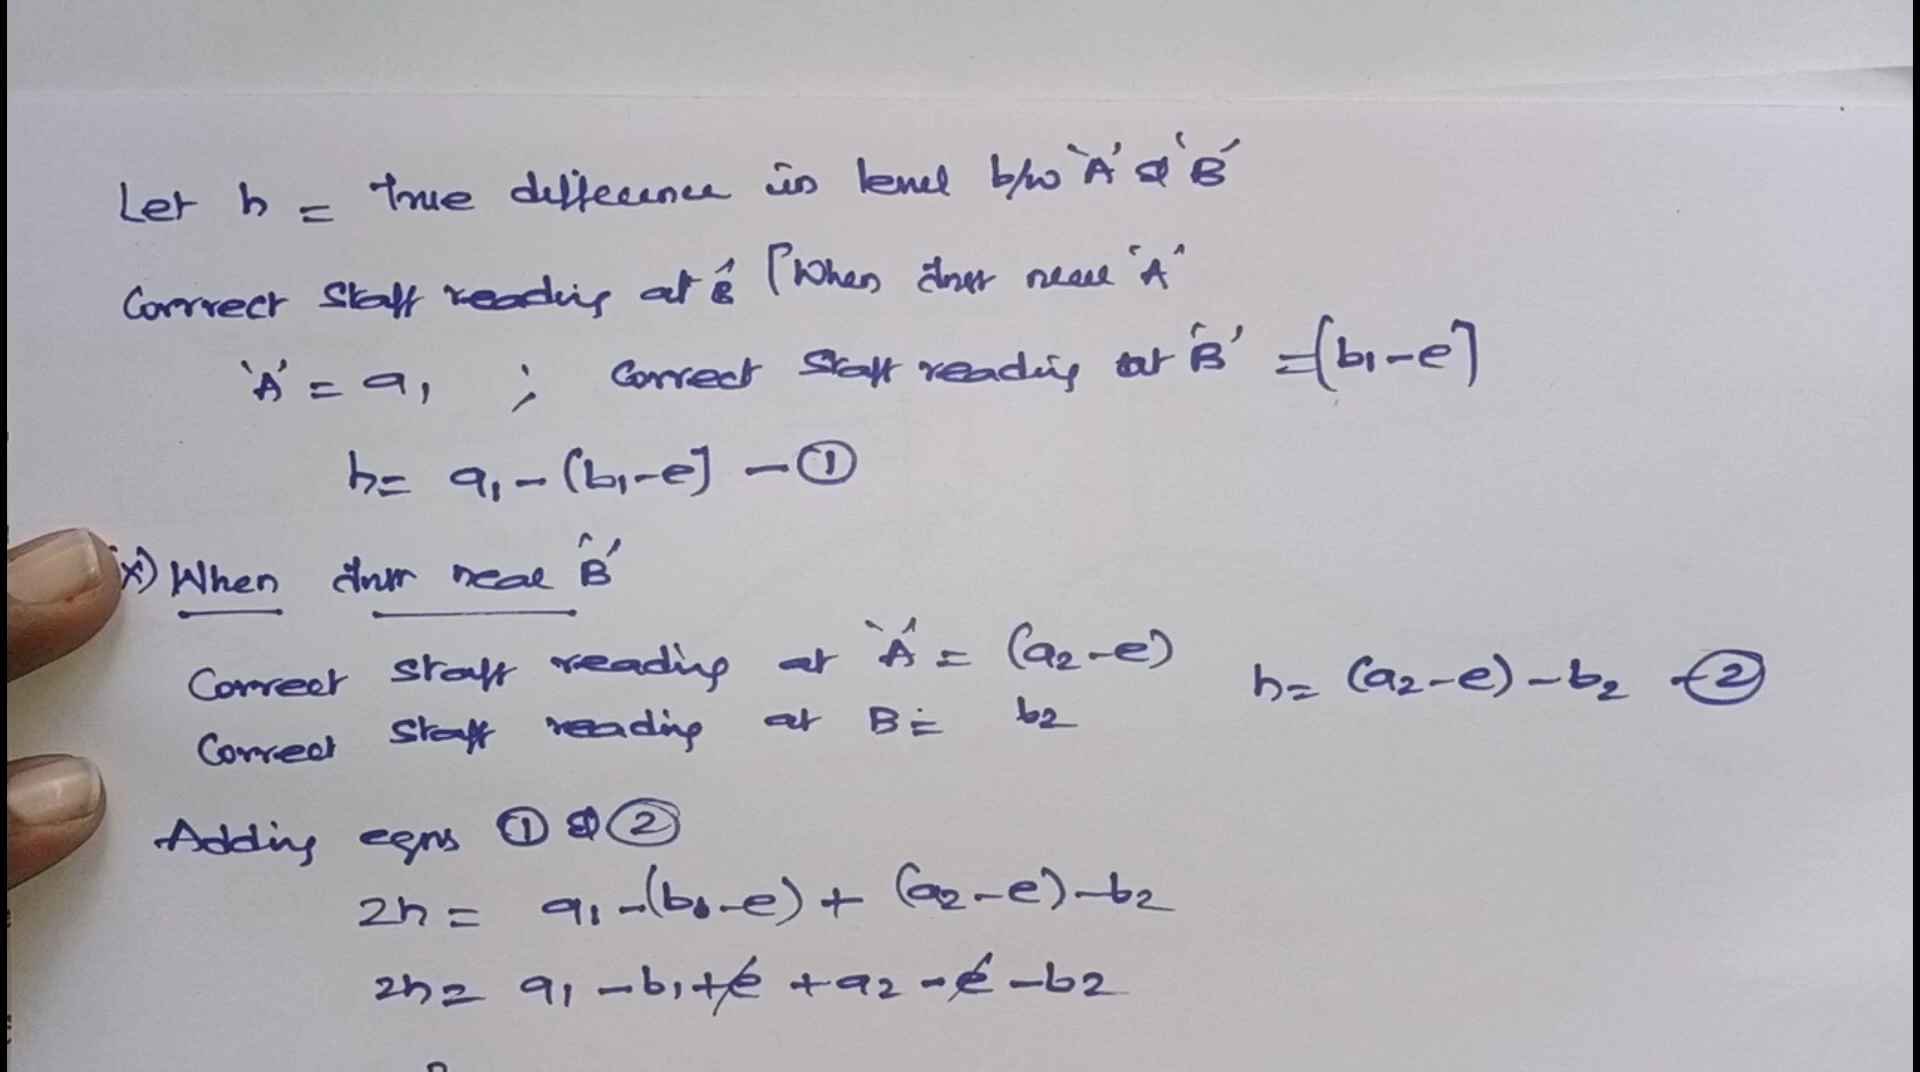 Let h = True difference in level b/w 'A' & 'B'
Correct Staff reading at B (When Inst near 'A'
'A' = a₁ ; Correct Staff reading at 'B' = (b₁-e)
h = a₁ - (b₁-e) - ①
When Inst near 'B'
Correct staff reading at 'A' = (a₂-e) h = (a₂-e) - b₂ - ②
Correct staff reading at B = b₂
Adding eqns ① & ②
2h = a₁ - (b₁-e) + (a₂-e) - b₂
2h = a₁ - b₁ + e + a₂ - e - b₂